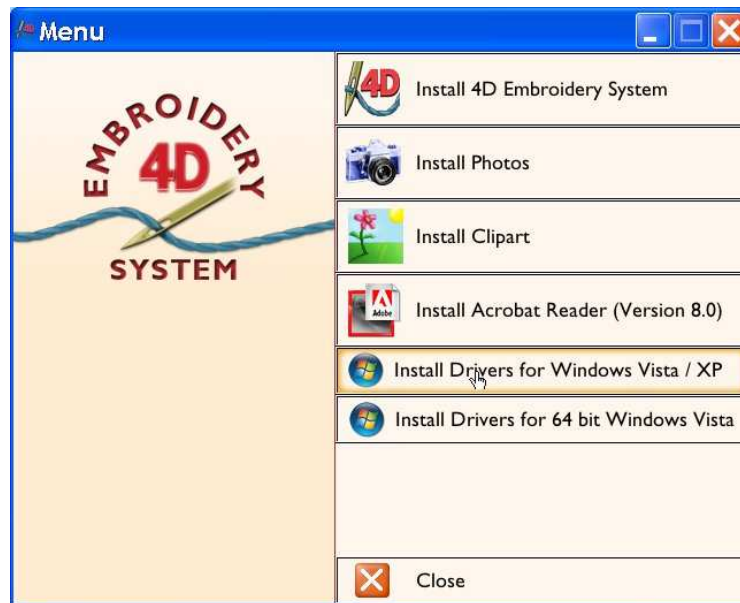 Menu
EMBROIDERY
4D
SYSTEM
4D
Install 4D Embroidery System
Install Photos
Install Clipart
Adobe
Install Acrobat Reader (Version 8.0)
Install Drivers for Windows Vista / XP
Install Drivers for 64 bit Windows Vista
Close